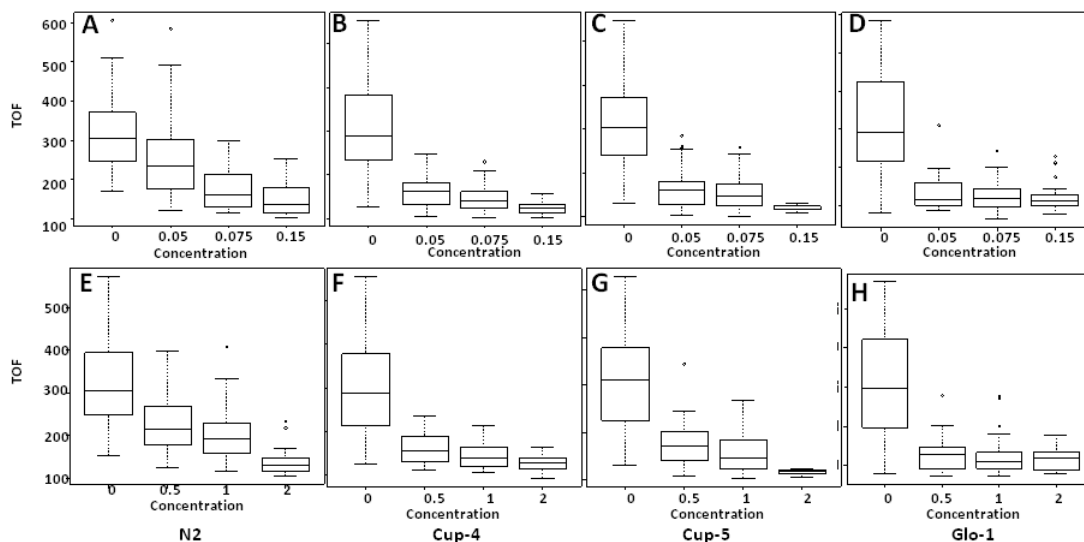 A B C D
600
500
400
TOF
300
200
100
0 0.05 0.075 0.15 0 0.05 0.075 0.15 0 0.05 0.075 0.15 0 0.05 0.075 0.15
Concentration Concentration Concentration Concentration
E F G H
500
400
TOF
300
200
100
0 0.5 1 2 0 0.5 1 2 0 0.5 1 2 0 0.5 1 2
Concentration Concentration Concentration Concentration
N2 Cup-4 Cup-5 Glo-1